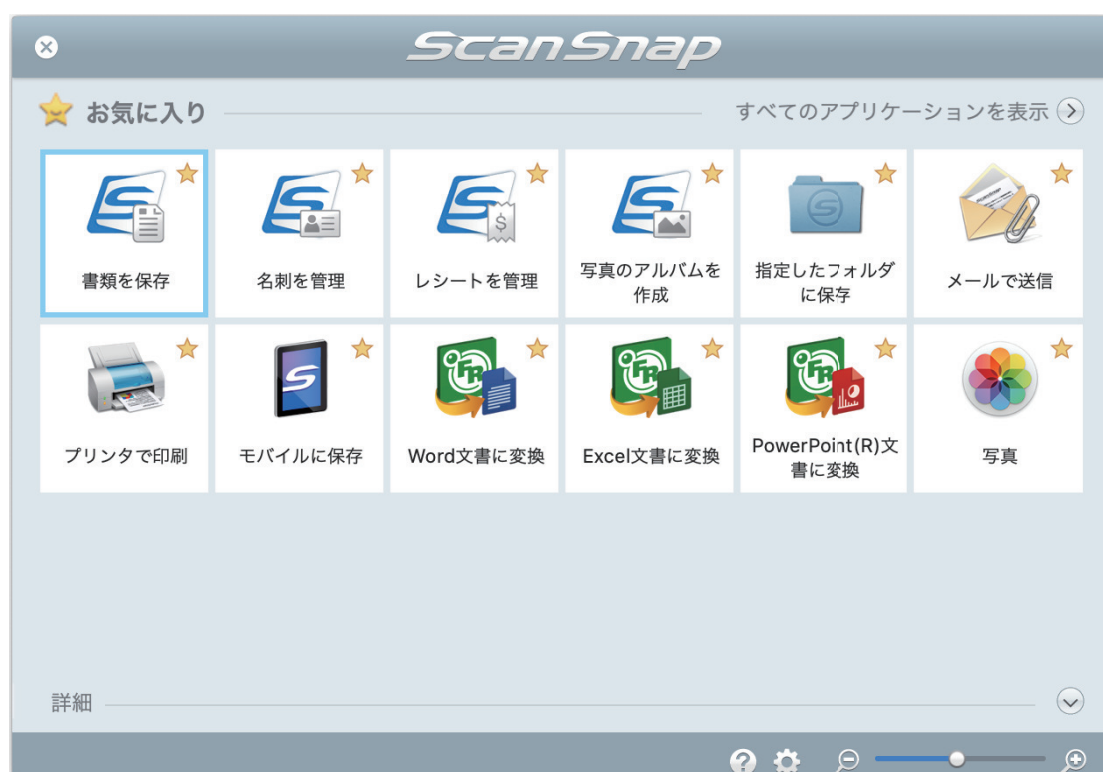 ScanSnap
お気に入り
すべてのアプリケーションを表示
書類を保存
名刺を管理
レシートを管理
写真のアルバムを
作成
指定したフォルダ
に保存
メールで送信
プリンタで印刷
モバイルに保存
Word文書に変換
Excel文書に変換
PowerPoint(R)文
書に変換
写真
詳細